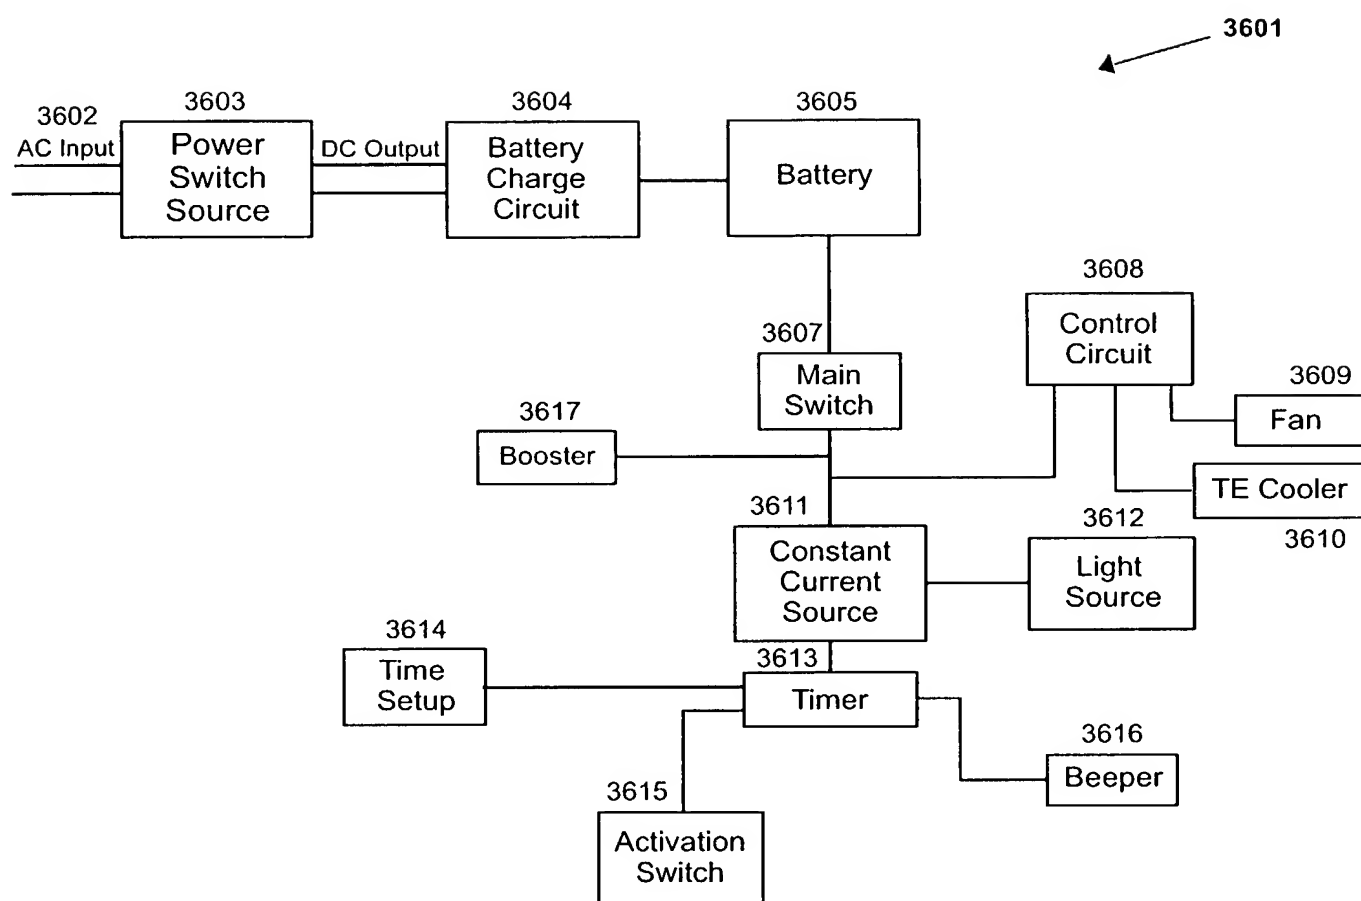 3601
3602
AC Input
3603
Power
Switch
Source
DC Output
3604
Battery
Charge
Circuit
3605
Battery
3607
Main
Switch
3608
Control
Circuit
3609
Fan
TE Cooler
3610
3617
Booster
3611
Constant
Current
Source
3612
Light
Source
3613
Timer
3614
Time
Setup
3615
Activation
Switch
3616
Beeper